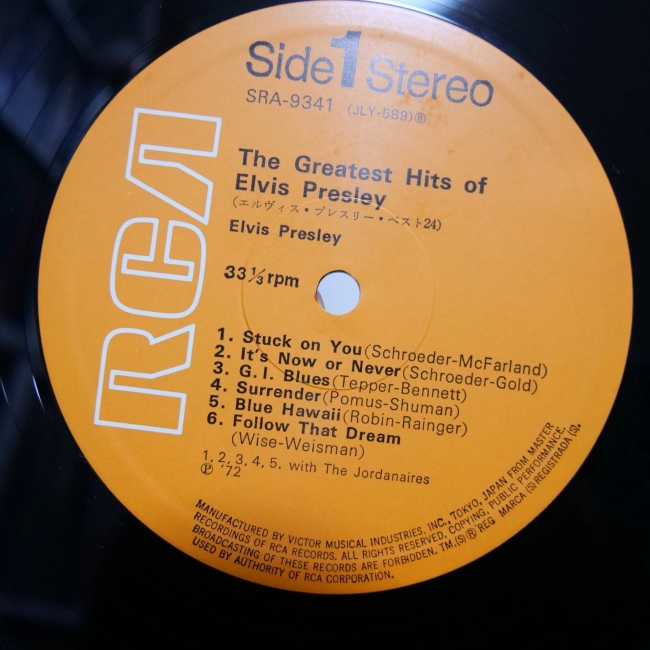 Side 1 Stereo
SRA-9341 (JLY-589)Ⓡ
RCA
The Greatest Hits of
Elvis Presley
(エルヴィス・プレスリー・ベスト24)
Elvis Presley
33 1/3 rpm
1. Stuck on You (Schroeder-McFarland)
2. It's Now or Never (Schroeder-Gold)
3. G. I. Blues (Tepper-Bennett)
4. Surrender (Pomus-Shuman)
5. Blue Hawaii (Robin-Rainger)
6. Follow That Dream
(Wise-Weisman)
1, 2, 3, 4, 5, with The Jordanaires
Ⓟ '72
MANUFACTURED BY VICTOR MUSICAL INDUSTRIES, INC., TOKYO, JAPAN FROM MASTER
RECORDINGS OF RCA RECORDS. ALL RIGHTS RESERVED, COPYING, PUBLIC PERFORMANCE,
BROADCASTING OF THESE RECORDS ARE FORBIDDEN. TM,(S) Ⓡ REG MARCA (S) REGISTRADA (S).
USED BY AUTHORITY OF RCA CORPORATION.